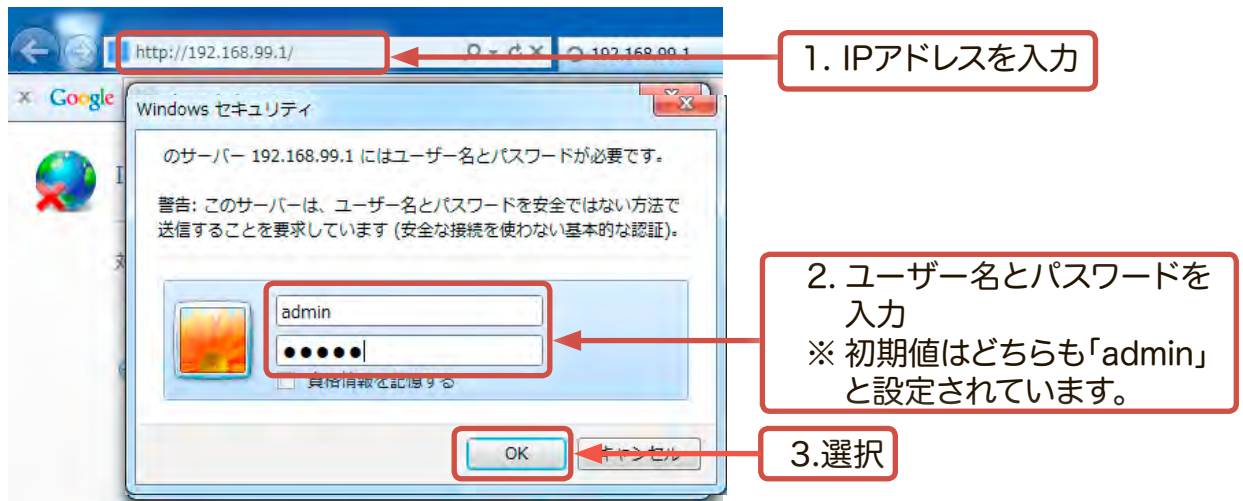 http://192.168.99.1/
192.168.99.1
1. IPアドレスを入力
× Google
Windows セキュリティ
のサーバー 192.168.99.1 にはユーザー名とパスワードが必要です。
警告: このサーバーは、ユーザー名とパスワードを安全ではない方法で
送信することを要求しています (安全な接続を使わない基本的な認証)。
admin
●●●●●
資格情報を記憶する
2. ユーザー名とパスワードを
入力
※ 初期値はどちらも「admin」
と設定されています。
OK
キャンセル
3.選択